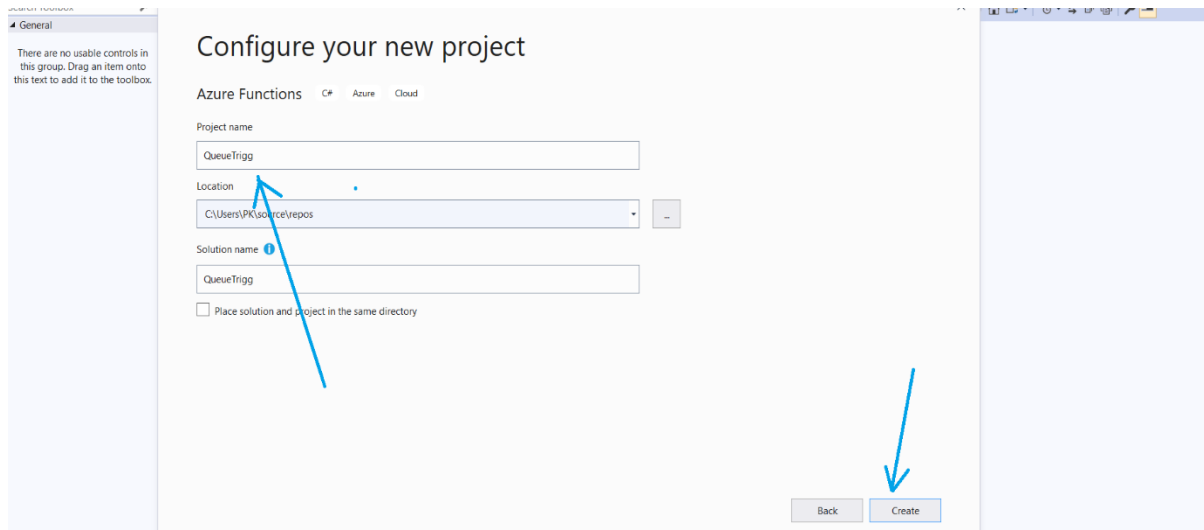 General
There are no usable controls in
this group. Drag an item onto
this text to add it to the toolbox.
Configure your new project
Azure Functions C# Azure Cloud
Project name
QueueTrigg
Location
C:\Users\PK\source\repos
...
Solution name
QueueTrigg
Place solution and project in the same directory
Back Create